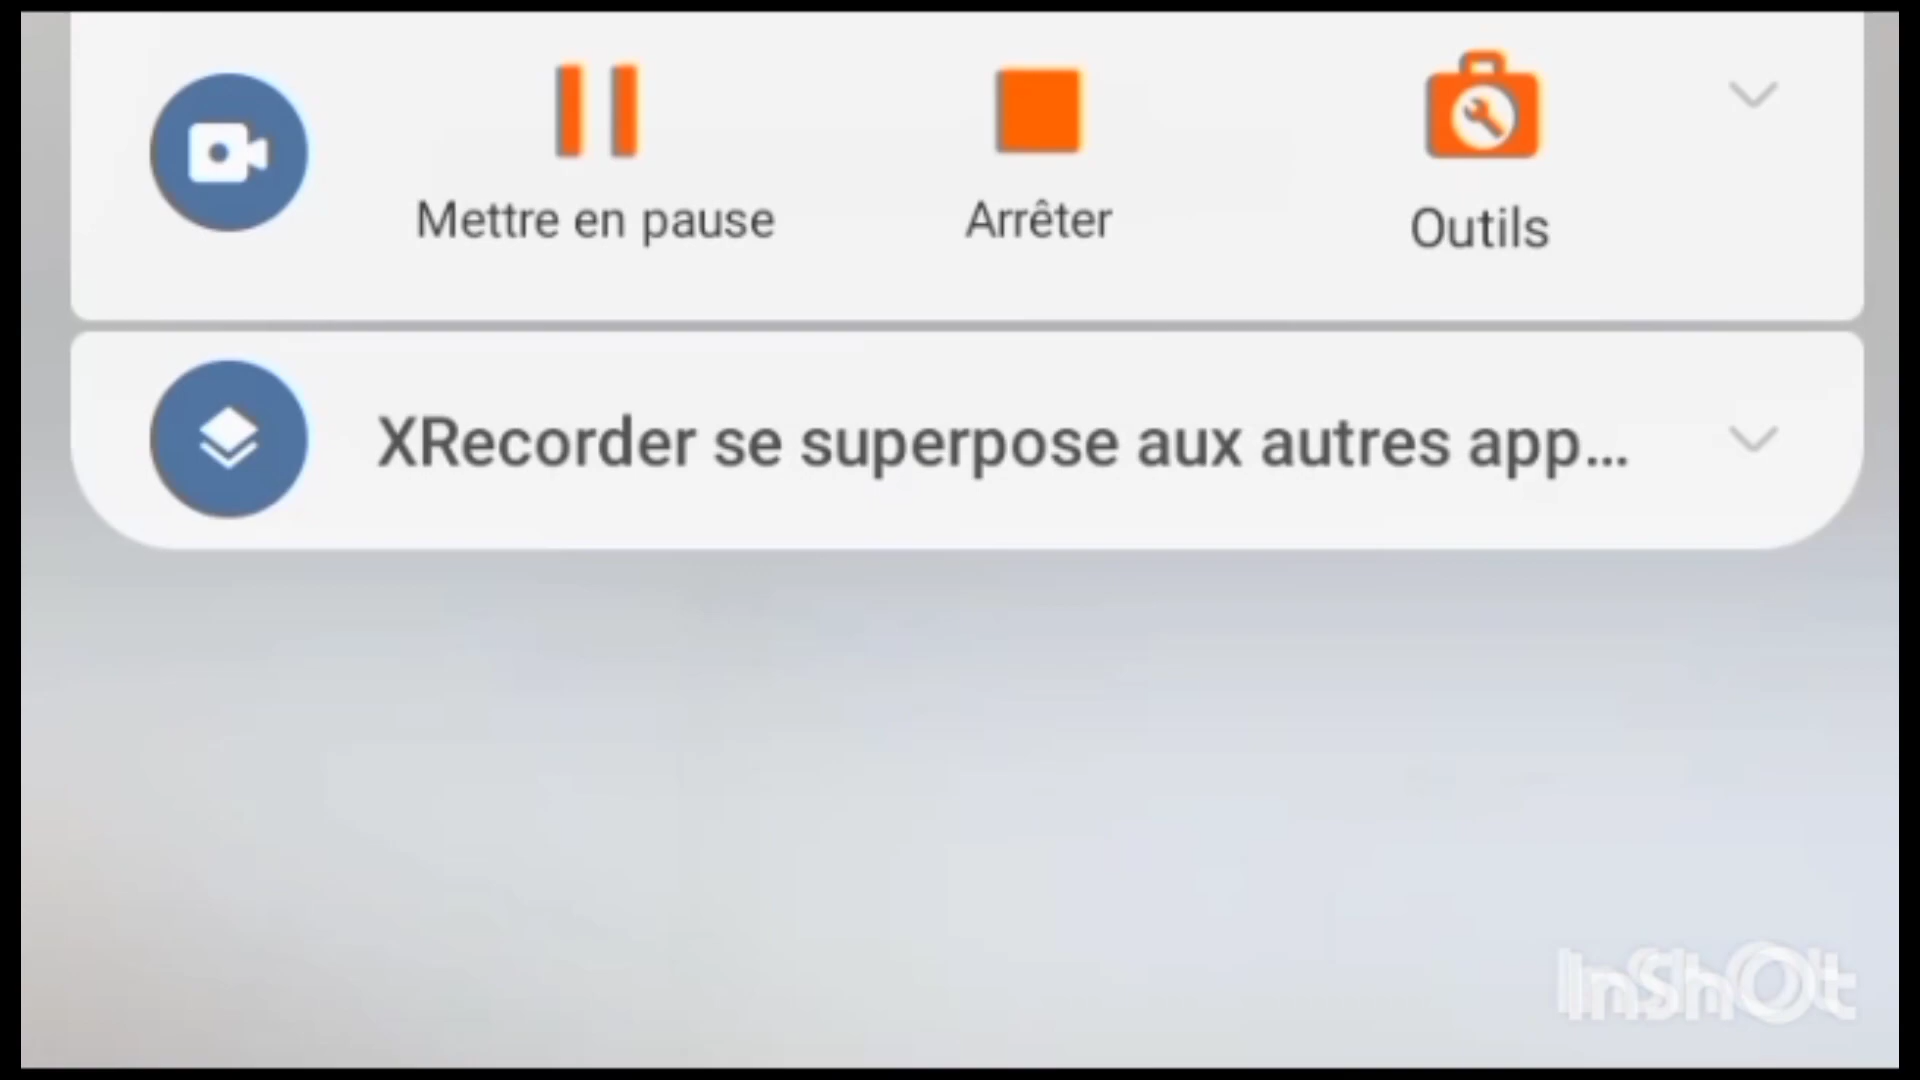 Mettre en pause Arrêter Outils
XRecorder se superpose aux autres app...
InShOt